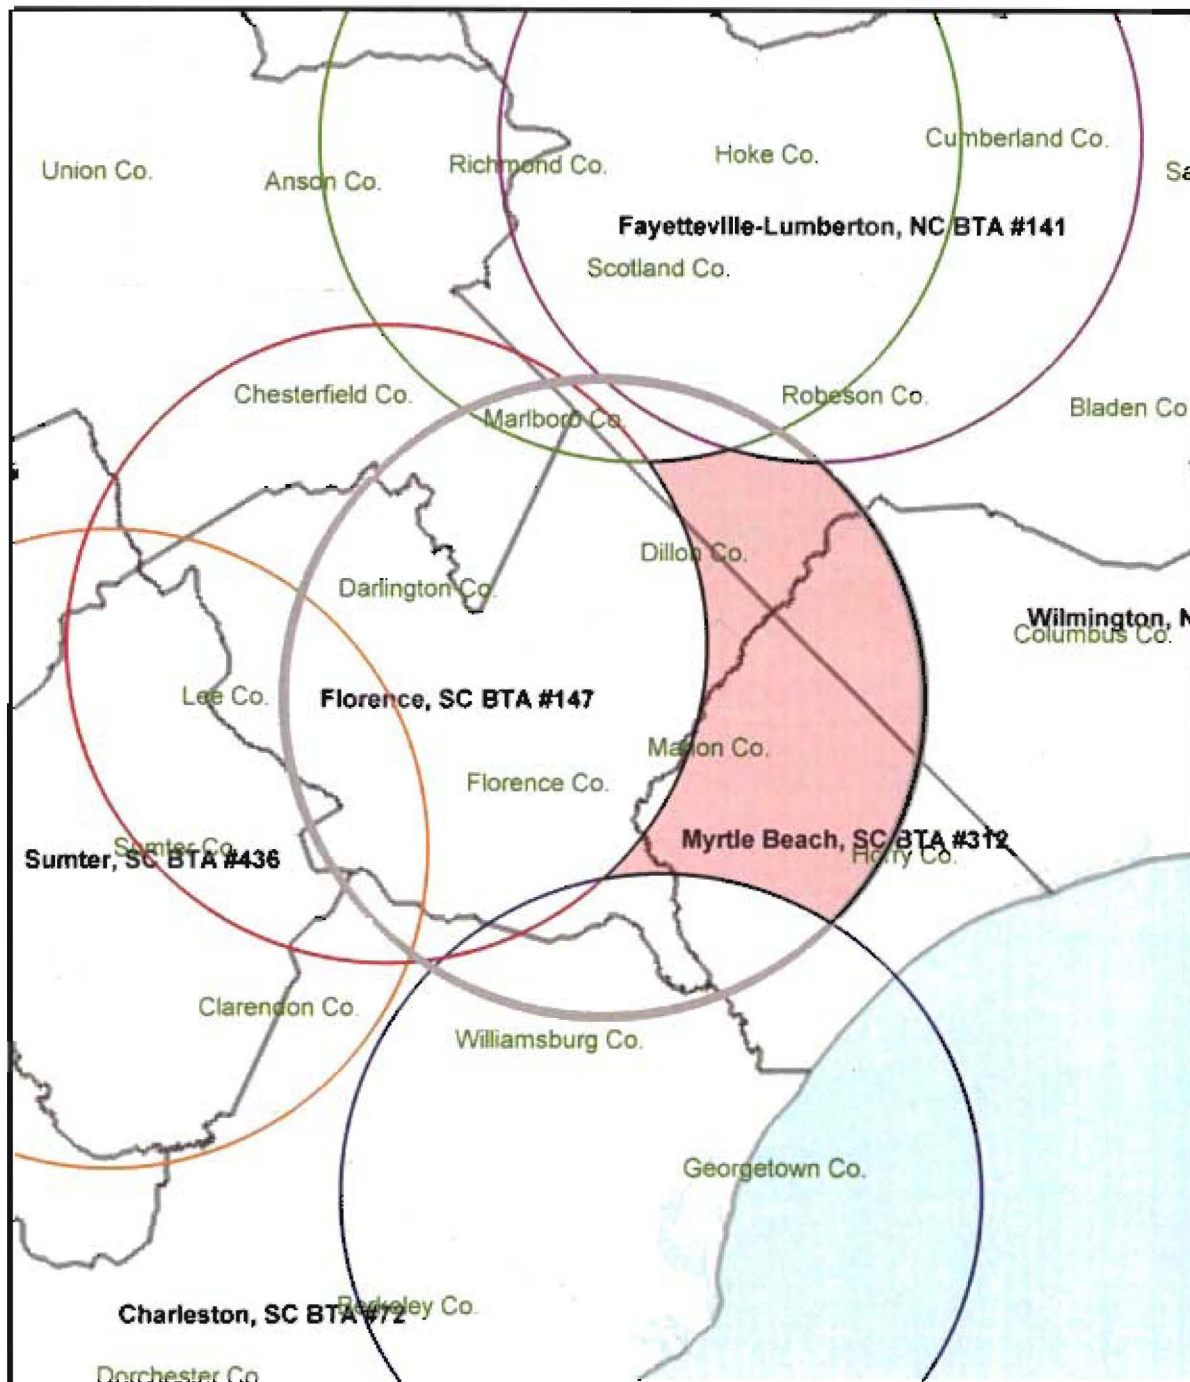 Cumberland Co.
Hoke Co.
Union Co.
Anson Co.
Richmond Co.
Fayetteville-Lumberton, NC BTA #141
Scotland Co.
Chesterfield Co.
Robeson Co.
Marlboro Co.
Bladen Co
Dillon Co.
Darlington Co.
Wilmington, N
Columbus Co.
Lee Co.
Florence, SC BTA #147
Marion Co.
Florence Co.
Myrtle Beach, SC BTA #312
Horry Co.
Sumter Co.
Sumter, SC BTA #436
Clarendon Co.
Williamsburg Co.
Georgetown Co.
Berkeley Co.
Charleston, SC BTA #72
Dorchester Co